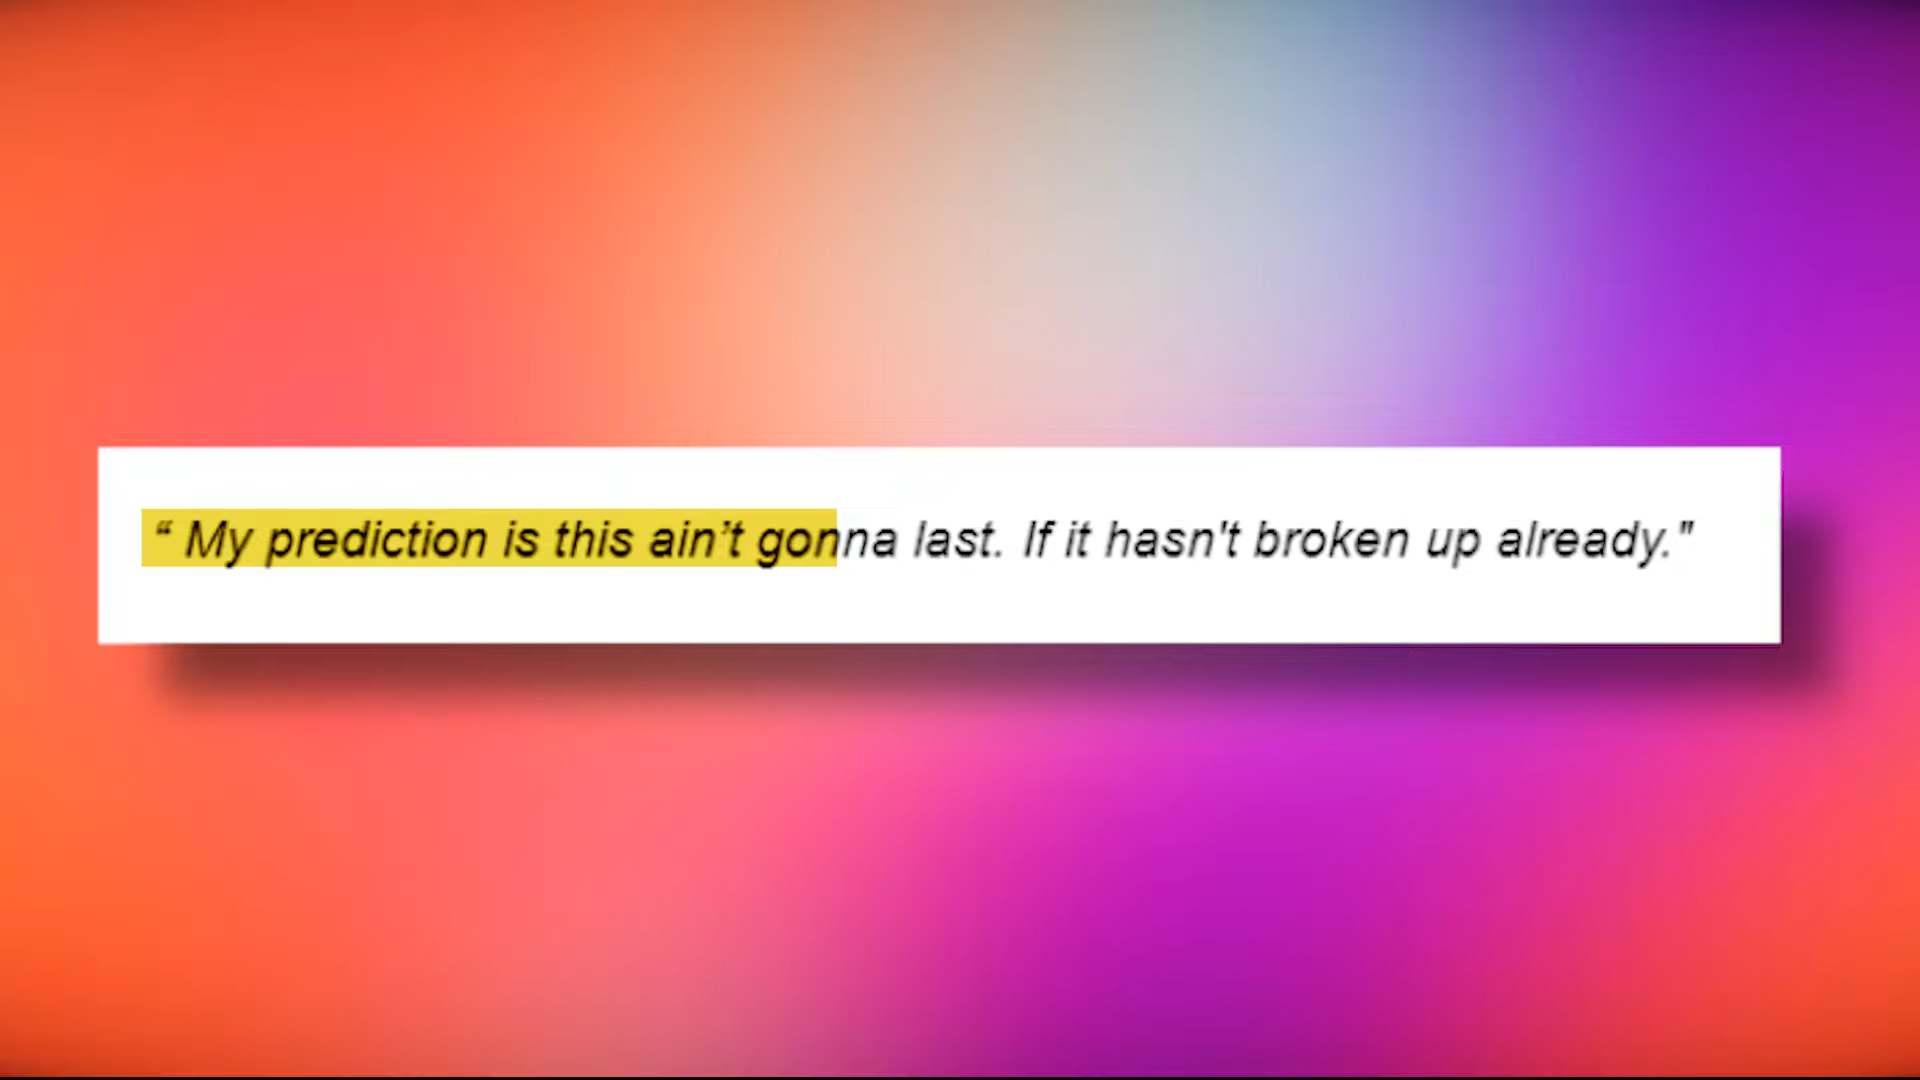 “ My prediction is this ain’t gonna last. If it hasn't broken up already."